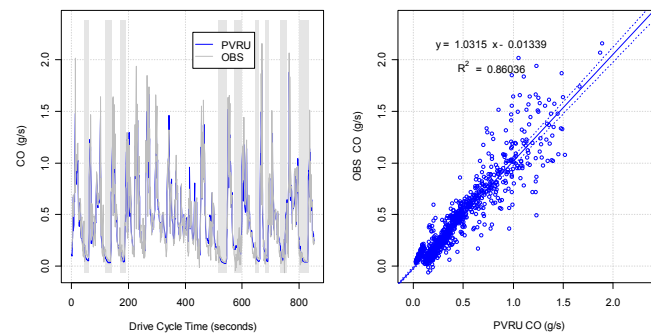 PVRU
OBS
CO (g/s)
0.0 0.5 1.0 1.5 2.0
0 200 400 600 800
Drive Cycle Time (seconds)
y = 1.0315 x - 0.01339
R² = 0.86036
OBS CO (g/s)
0.0 0.5 1.0 1.5 2.0
0.0 0.5 1.0 1.5 2.0
PVRU CO (g/s)